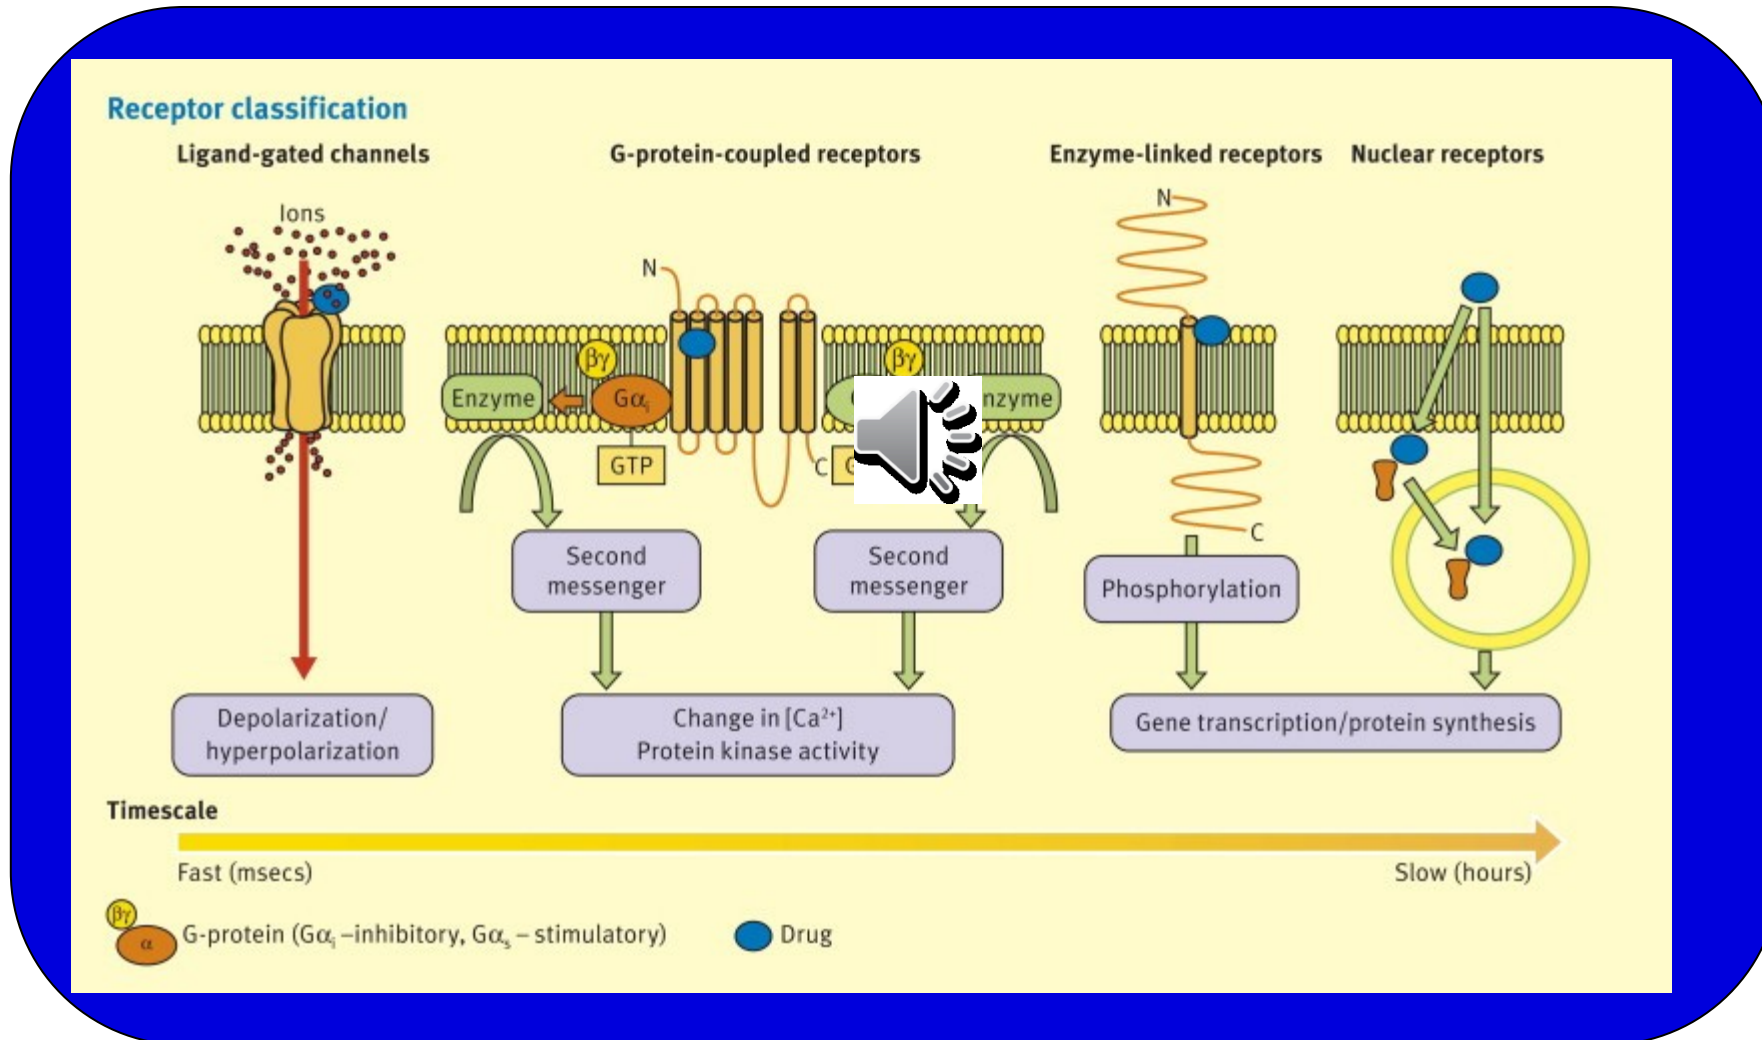 Receptor classification
Ligand-gated channels
G-protein-coupled receptors
Enzyme-linked receptors
Nuclear receptors
Ions
N
N
βγ
βγ
Enzyme
Gαᵢ
GTP
C
C
Second
messenger
Second
messenger
Phosphorylation
Depolarization/
hyperpolarization
Change in [Ca²⁺]
Protein kinase activity
Gene transcription/protein synthesis
Timescale
Fast (msecs)
Slow (hours)
βγ
α
G-protein (Gαᵢ –inhibitory, Gαₛ – stimulatory)
Drug